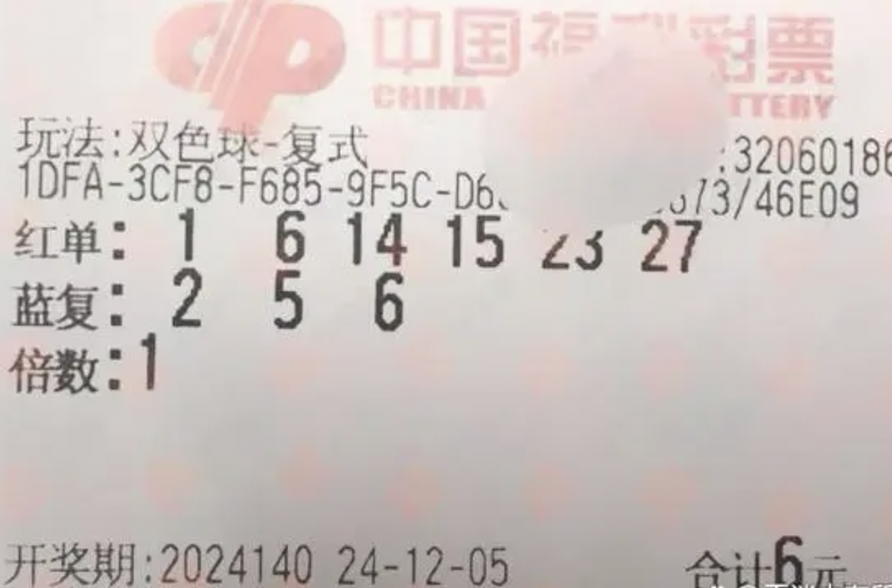 中国福利彩票
CHINA TTERY
玩法:双色球-复式 :32060186
1DFA-3CF8-F685-9F5C-D6 673/46E09
红单: 1 6 14 15 23 27
蓝复: 2 5 6
倍数:1
开奖期:2024140 24-12-05 合计6元